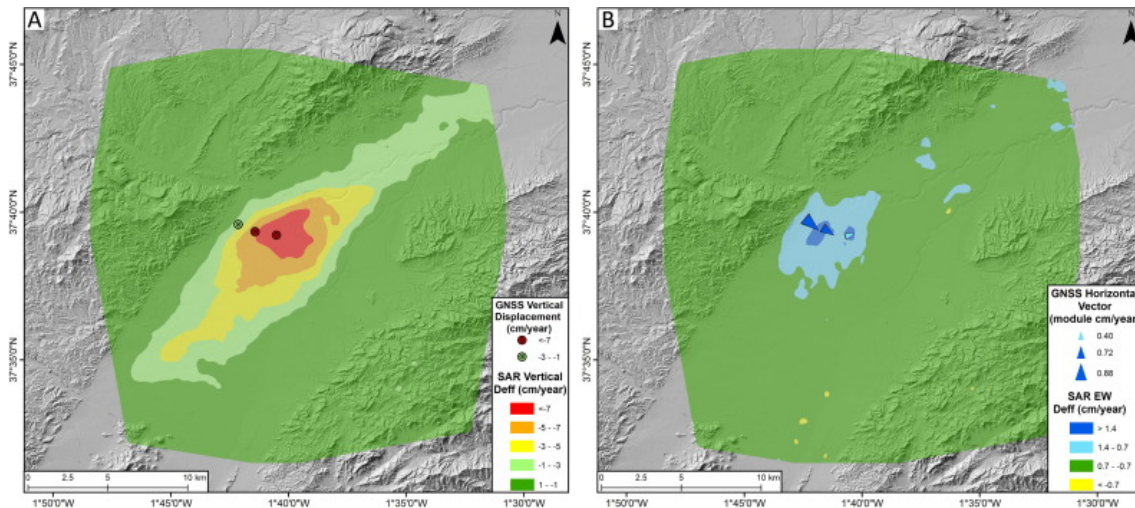 A
N
37°45'0"N
37°40'0"N
37°35'0"N
GNSS Vertical
Displacement
(cm/year)
<-7
-3 - -1
SAR Vertical
Deff (cm/year)
<-7
-5 - -7
-3 - -5
-1 - -3
1 - -1
0 2.5 5 10 km
1°50'0"W 1°45'0"W 1°40'0"W 1°35'0"W 1°30'0"W
B
N
37°45'0"N
37°40'0"N
37°35'0"N
GNSS Horizontal
Vector
(module cm/year)
0.40
0.72
0.88
SAR EW
Deff (cm/year)
> 1.4
1.4 - 0.7
0.7 - -0.7
< -0.7
0 2.5 5 10 km
1°50'0"W 1°45'0"W 1°40'0"W 1°35'0"W 1°30'0"W